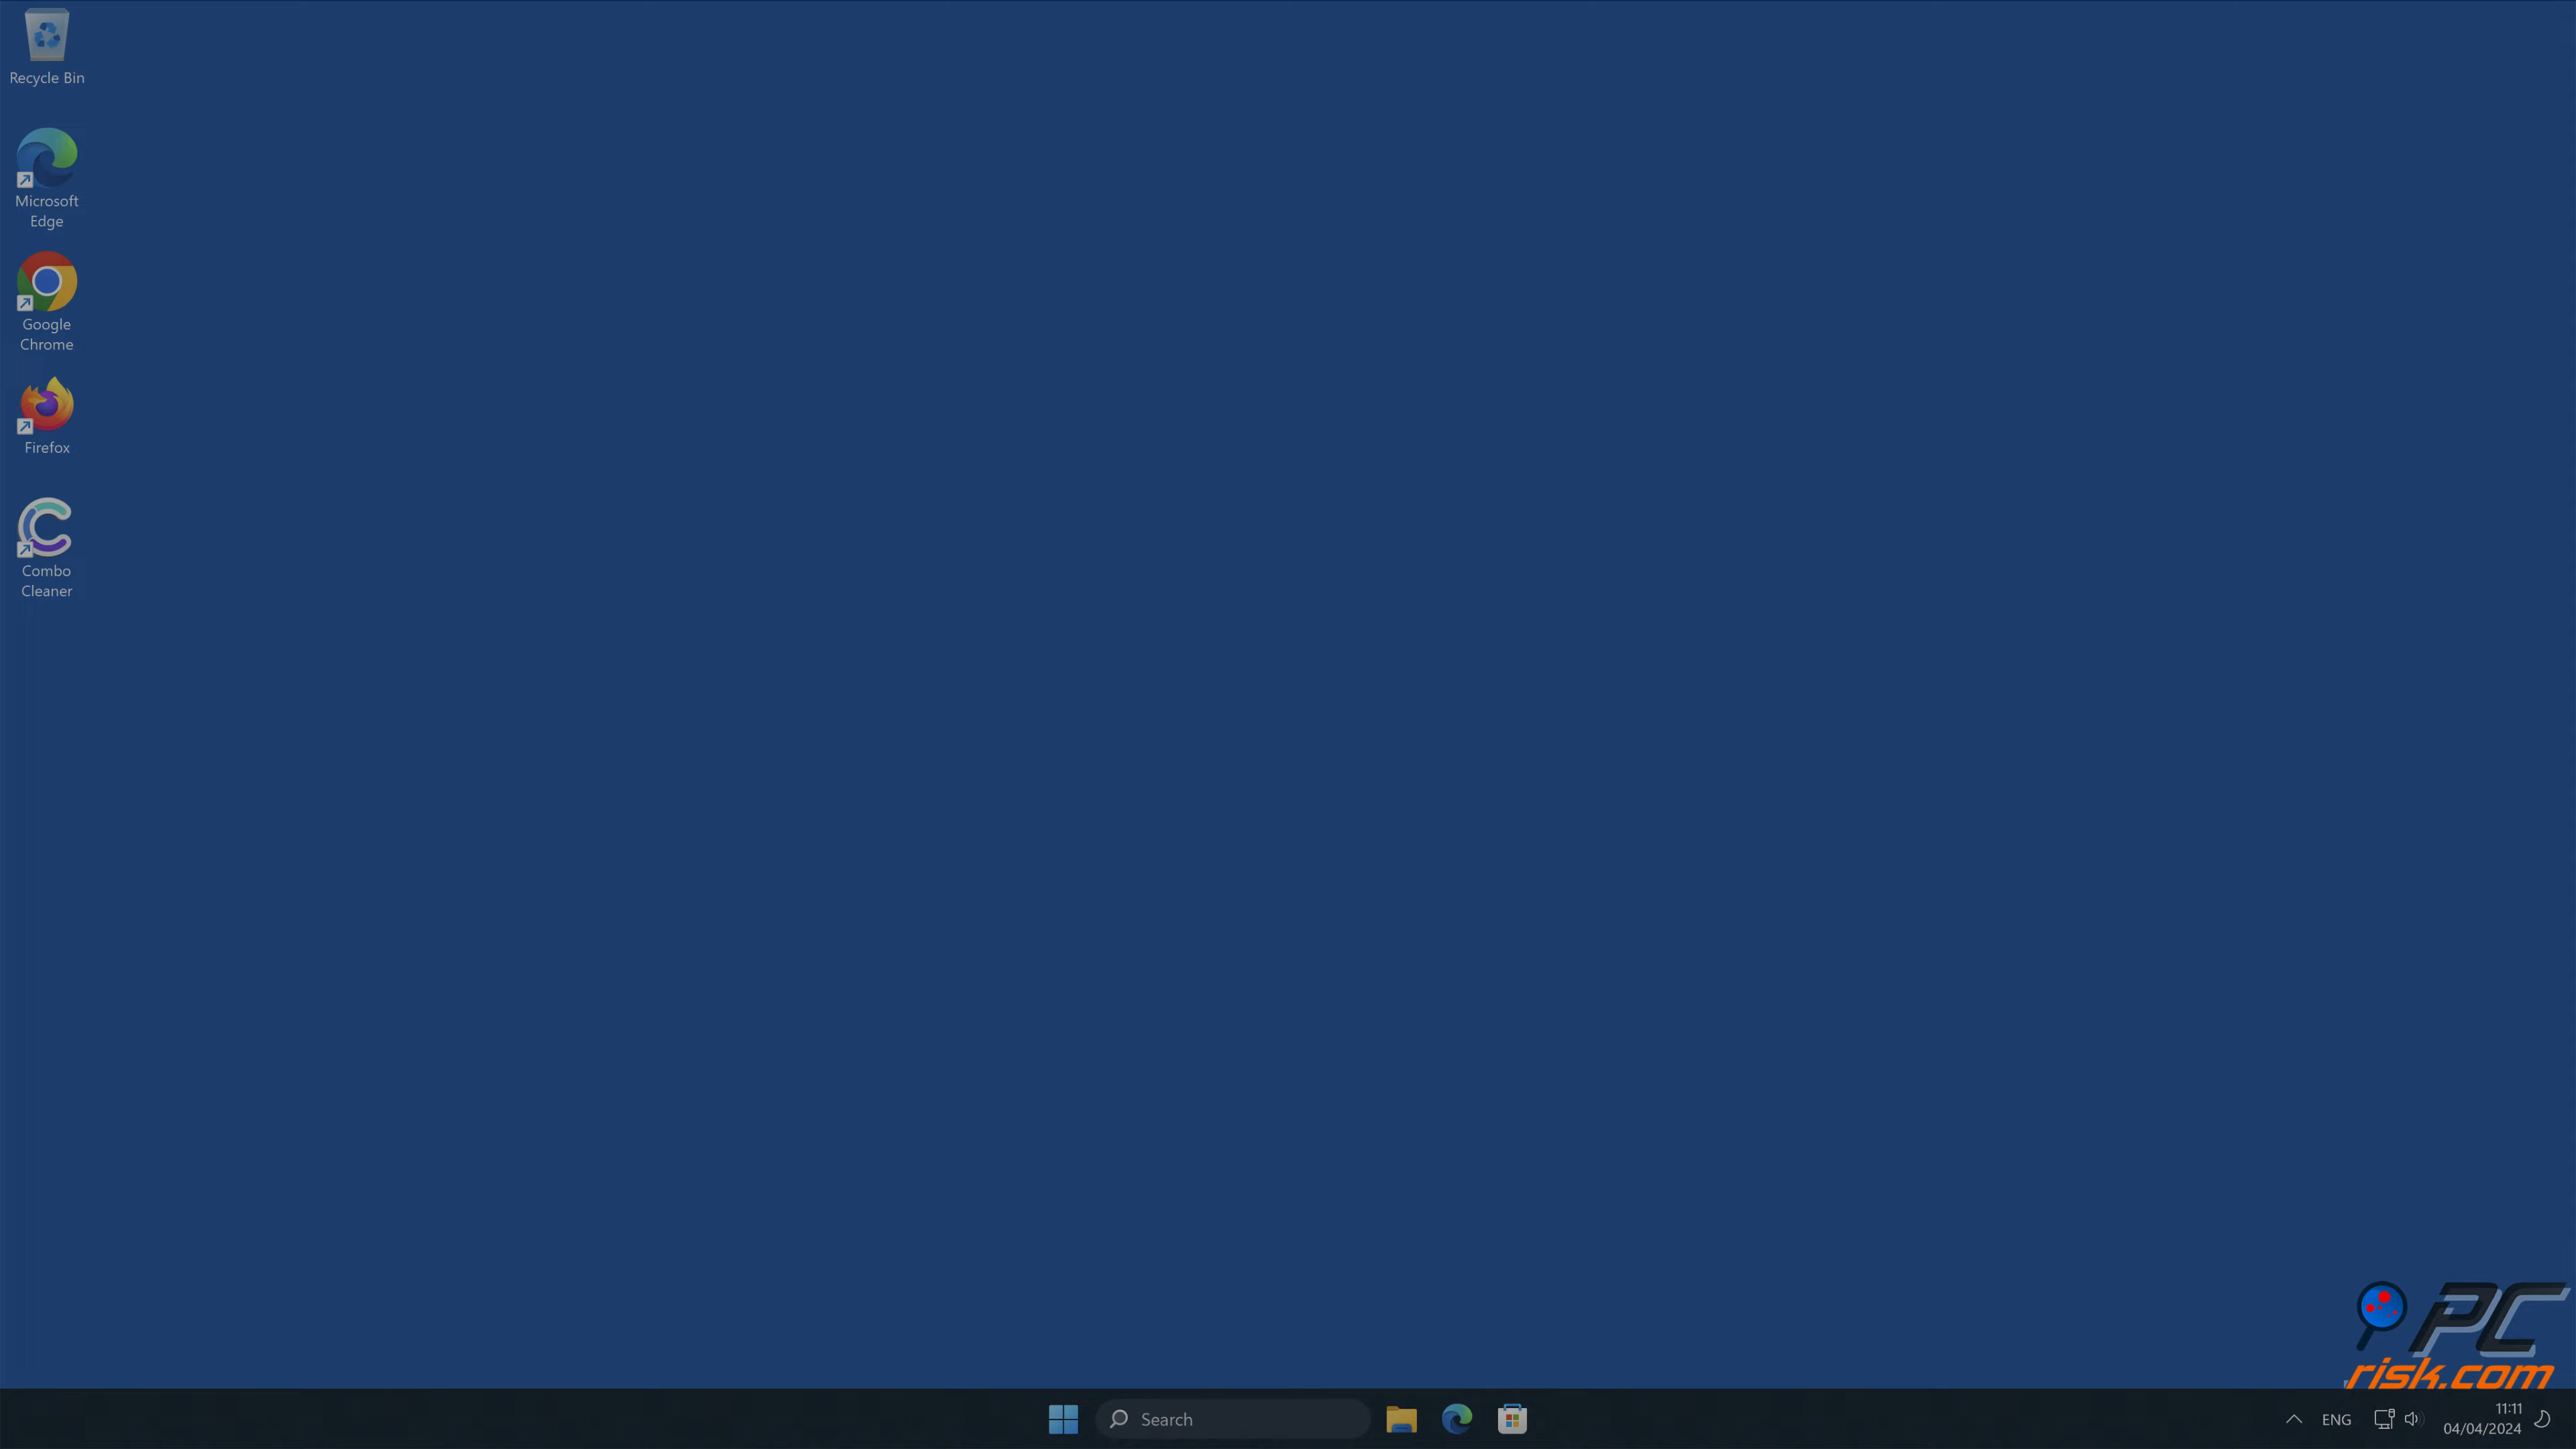 Recycle Bin
Microsoft
Edge
Google
Chrome
Firefox
Combo
Cleaner
PC
risk.com
Search
ENG
11:11
04/04/2024